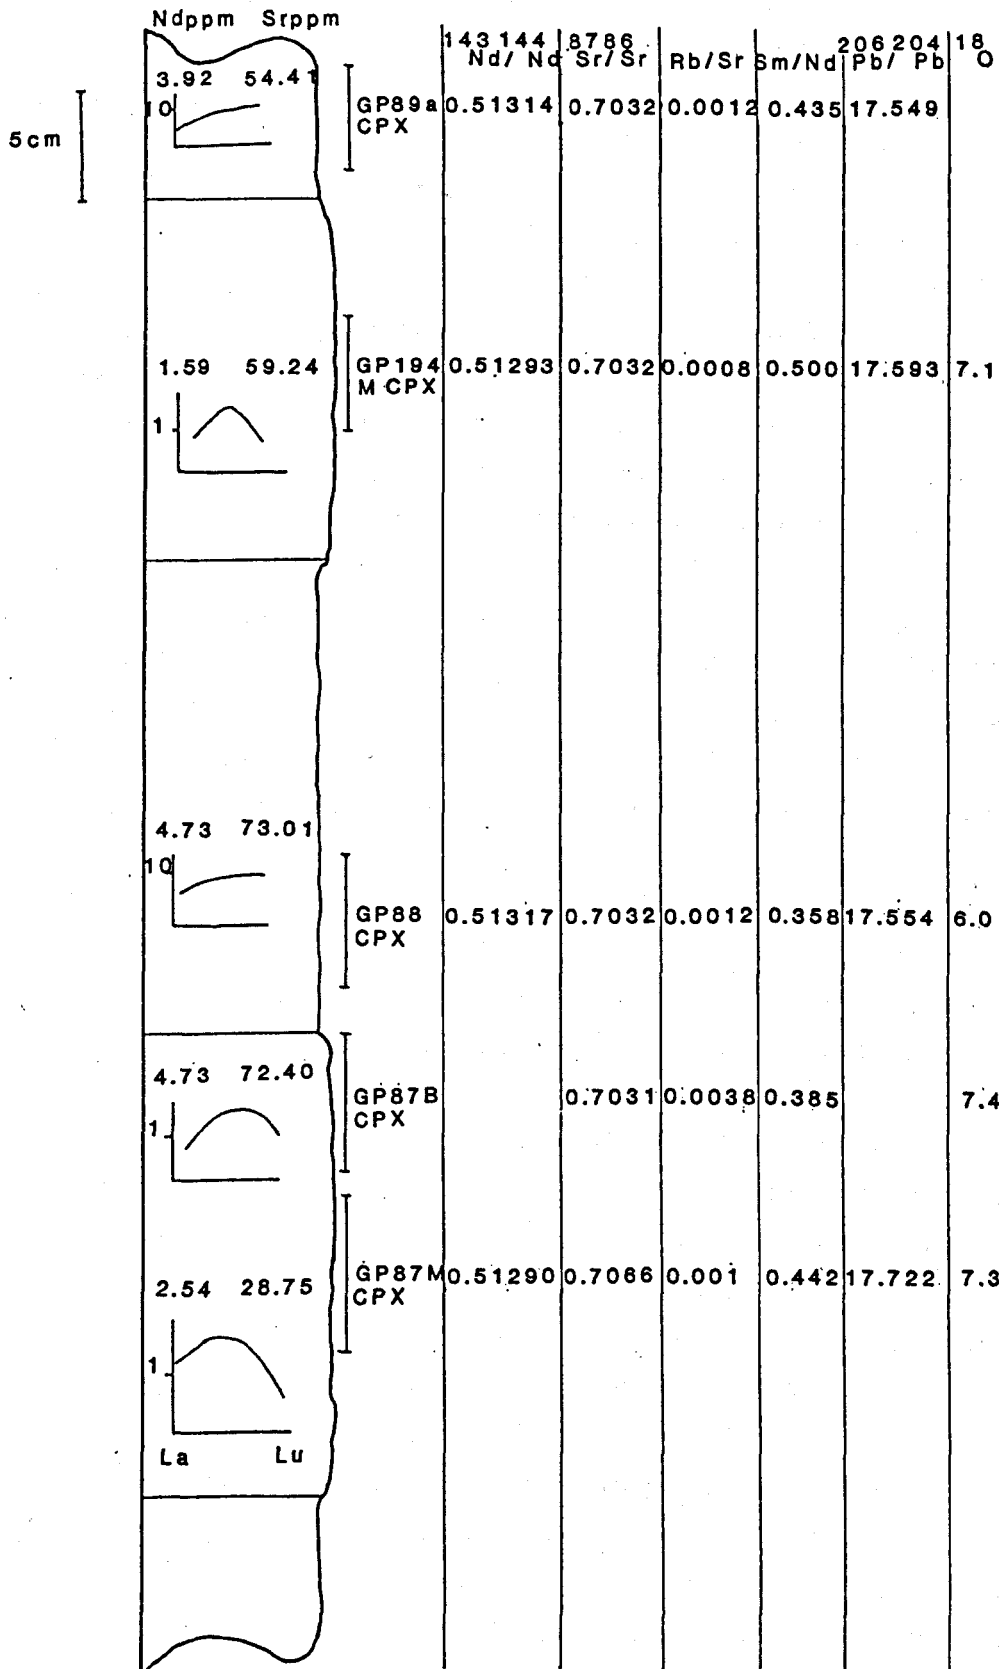 Ndppm Srppm
143 144 8786 206 204 18
Nd/ Nd Sr/Sr Rb/Sr Sm/Nd Pb/ Pb O
3.92 54.41
10
5cm
GP89a 0.51314 0.7032 0.0012 0.435 17.549
CPX
1.59 59.24 GP194 0.51293 0.7032 0.0008 0.500 17.593 7.1
M CPX
1
4.73 73.01
10
GP88 0.51317 0.7032 0.0012 0.358 17.554 6.0
CPX
4.73 72.40
GP87B 0.7031 0.0038 0.385 7.4
CPX
1
2.54 28.75 GP87M 0.51290 0.7066 0.001 0.442 17.722 7.3
CPX
1
La Lu